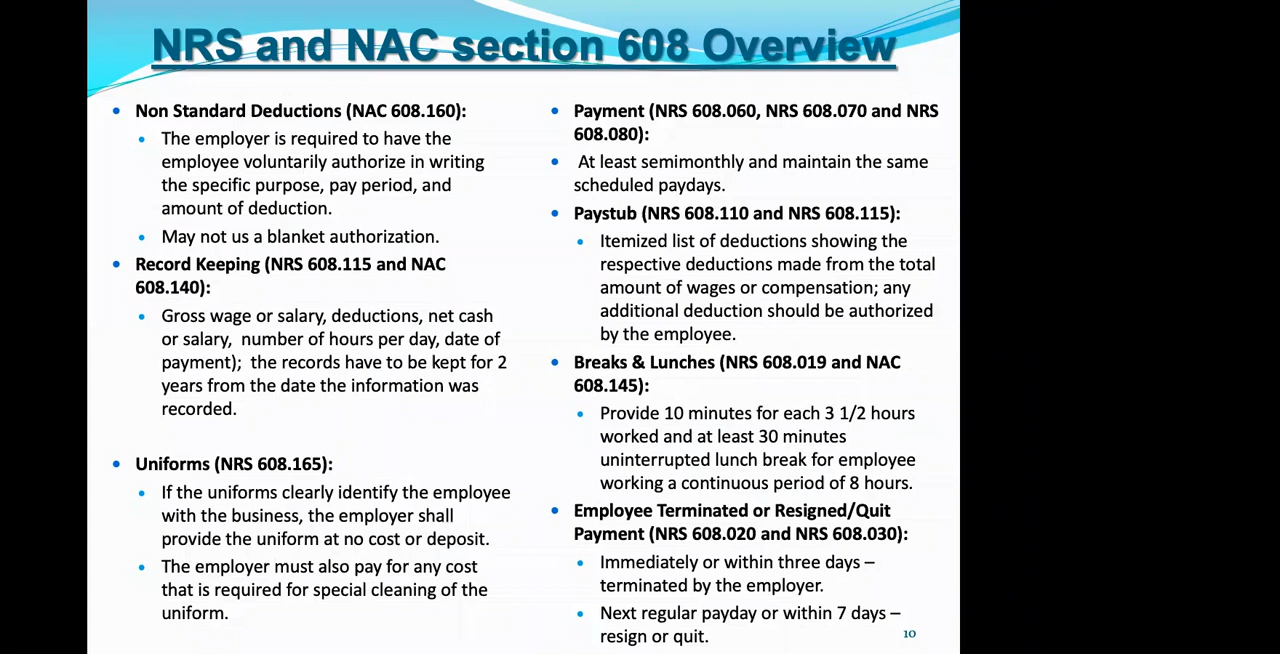 NRS and NAC section 608 Overview
• Non Standard Deductions (NAC 608.160):
• The employer is required to have the
employee voluntarily authorize in writing
the specific purpose, pay period, and
amount of deduction.
• May not us a blanket authorization.
• Record Keeping (NRS 608.115 and NAC
608.140):
• Gross wage or salary, deductions, net cash
or salary, number of hours per day, date of
payment); the records have to be kept for 2
years from the date the information was
recorded.
• Uniforms (NRS 608.165):
• If the uniforms clearly identify the employee
with the business, the employer shall
provide the uniform at no cost or deposit.
• The employer must also pay for any cost
that is required for special cleaning of the
uniform.
• Payment (NRS 608.060, NRS 608.070 and NRS
608.080):
• At least semimonthly and maintain the same
scheduled paydays.
• Paystub (NRS 608.110 and NRS 608.115):
• Itemized list of deductions showing the
respective deductions made from the total
amount of wages or compensation; any
additional deduction should be authorized
by the employee.
• Breaks & Lunches (NRS 608.019 and NAC
608.145):
• Provide 10 minutes for each 3 1/2 hours
worked and at least 30 minutes
uninterrupted lunch break for employee
working a continuous period of 8 hours.
• Employee Terminated or Resigned/Quit
Payment (NRS 608.020 and NRS 608.030):
• Immediately or within three days –
terminated by the employer.
• Next regular payday or within 7 days –
resign or quit.
10